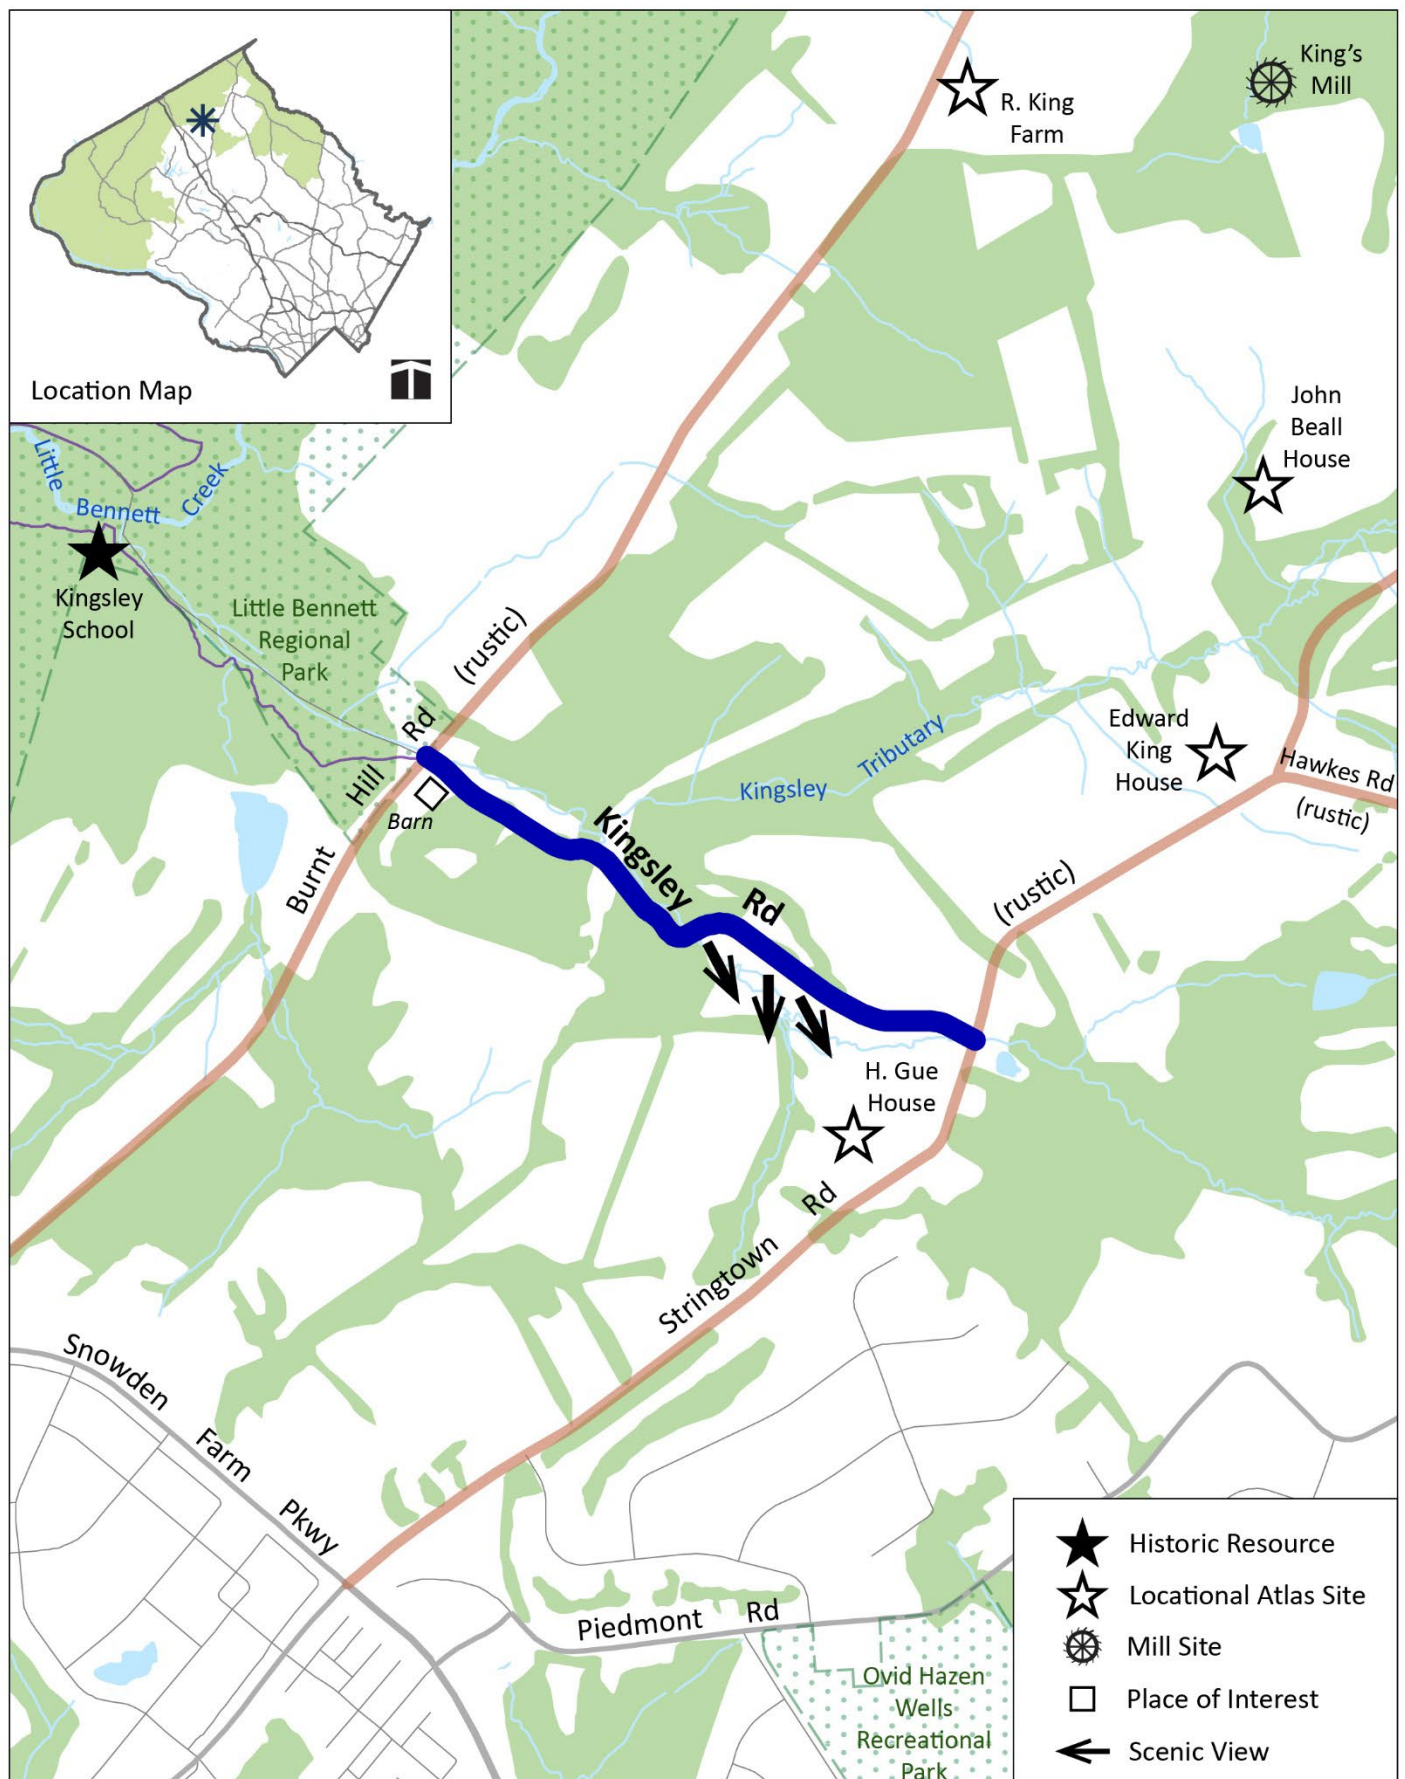 Location Map
King's
Mill
R. King
Farm
John
Beall
House
Little
Bennett
Creek
Kingsley
School
Little Bennett
Regional
Park
(rustic)
Burnt Hill Rd
Barn
Kingsley Tributary
Edward
King
House
Hawkes Rd
(rustic)
Kingsley Rd
(rustic)
H. Gue
House
Stringtown Rd
Snowden Farm Pkwy
Piedmont Rd
Ovid Hazen
Wells
Recreational
Park
Historic Resource
Locational Atlas Site
Mill Site
Place of Interest
Scenic View